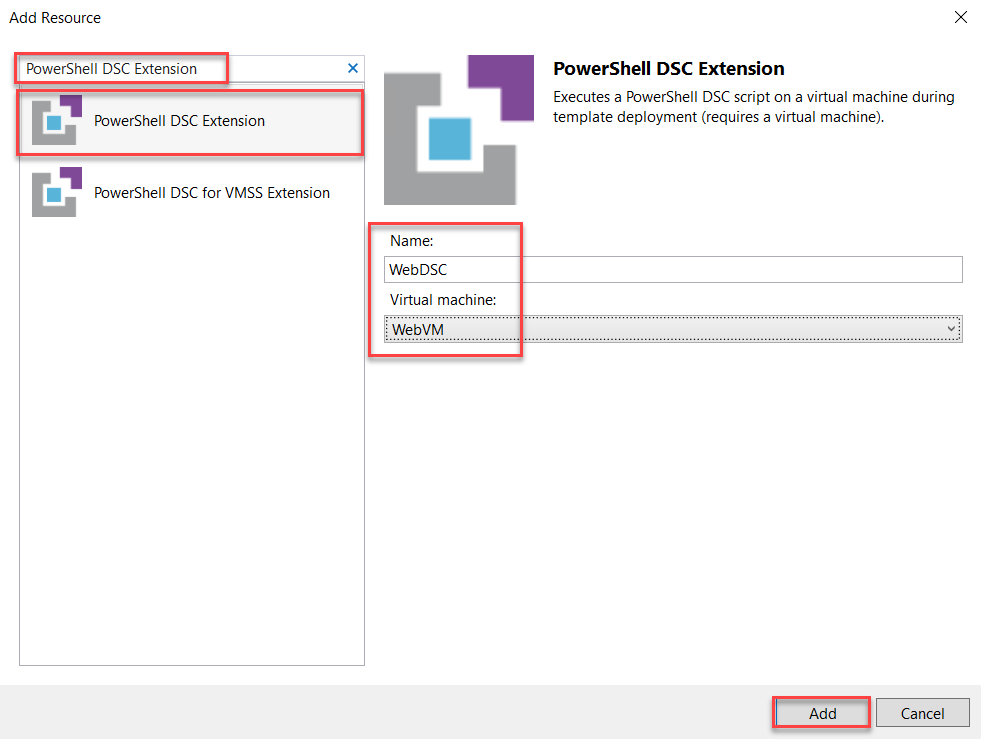 Add Resource
PowerShell DSC Extension
PowerShell DSC Extension
PowerShell DSC for VMSS Extension
PowerShell DSC Extension
Executes a PowerShell DSC script on a virtual machine during
template deployment (requires a virtual machine).
Name:
WebDSC
Virtual machine:
WebVM
Add
Cancel